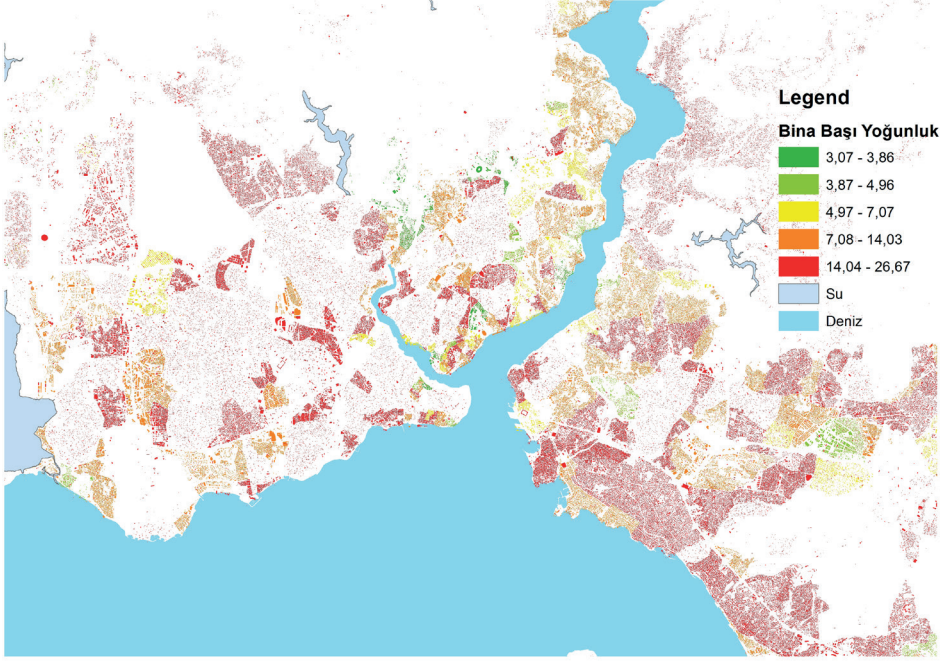 Legend
Bina Başı Yoğunluk
3,07 - 3,86
3,87 - 4,96
4,97 - 7,07
7,08 - 14,03
14,04 - 26,67
Su
Deniz